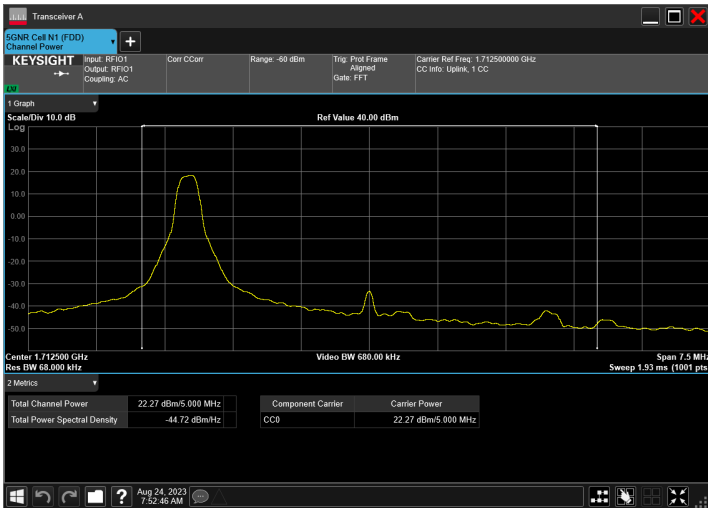 Transceiver A
5GNR Cell N1 (FDD)
Channel Power
KEYSIGHT
LXI
Input: RFIO1
Output: RFIO1
Coupling: AC
Corr CCorr
Range: -60 dBm
Trig: Prot Frame
Aligned
Gate: FFT
Carrier Ref Freq: 1.712500000 GHz
CC Info: Uplink, 1 CC
1 Graph
Scale/Div 10.0 dB
Ref Value 40.00 dBm
Log
30.0
20.0
10.0
0.00
-10.0
-20.0
-30.0
-40.0
-50.0
Center 1.712500 GHz
Video BW 680.00 kHz
Span 7.5 MHz
Res BW 68.000 kHz
Sweep 1.93 ms (1001 pts
2 Metrics
Total Channel Power 22.27 dBm/5.000 MHz
Total Power Spectral Density -44.72 dBm/Hz
Component Carrier Carrier Power
CC0 22.27 dBm/5.000 MHz
Aug 24, 2023
7:52:46 AM